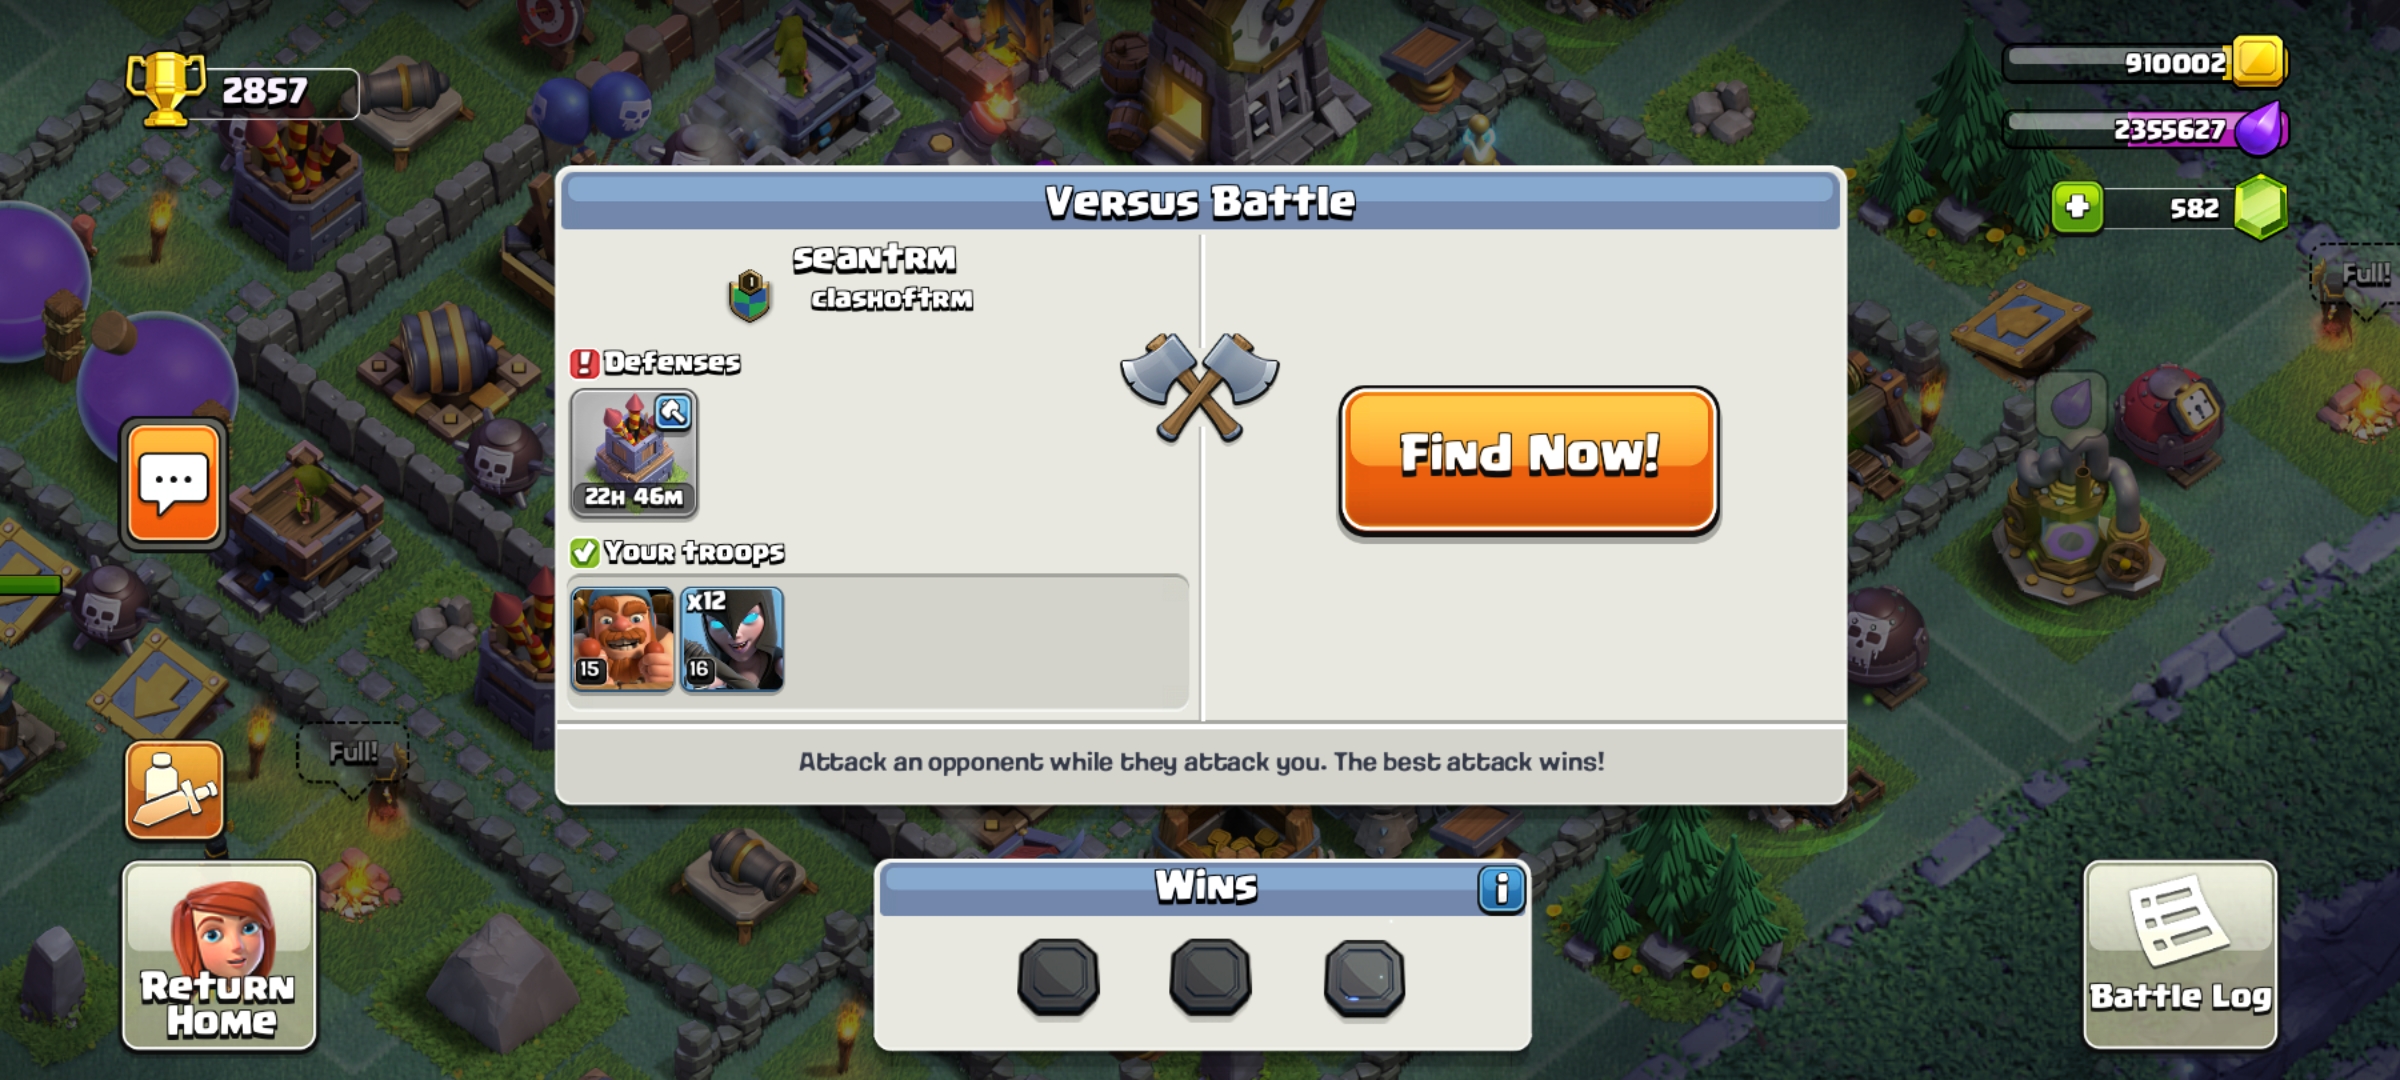 2857
910002
2355627
582
Full!
Versus Battle
seantrm
1
clashoftrm
Defenses
22H 46M
Find Now!
Your troops
15
x12
16
Full!
Attack an opponent while they attack you. The best attack wins!
Wins
i
Return
Home
Battle Log